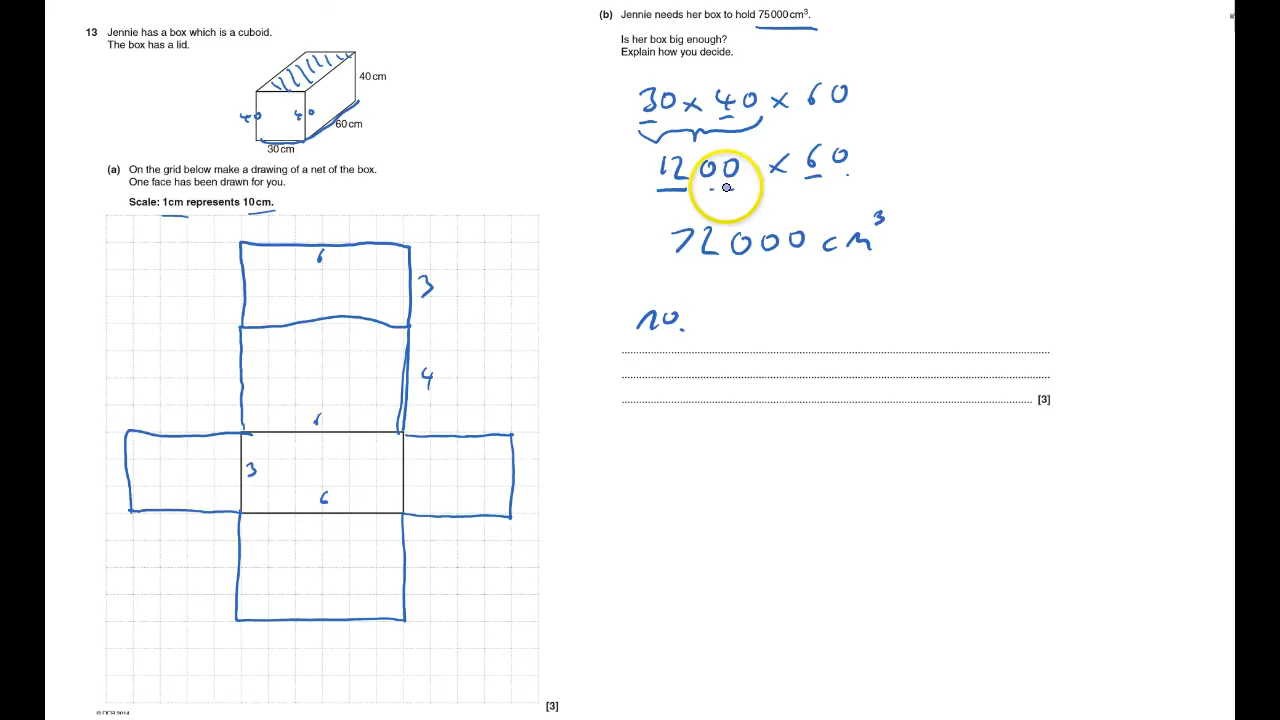 13 Jennie has a box which is a cuboid.
The box has a lid.
40 cm
40 40
60 cm
30 cm
(a) On the grid below make a drawing of a net of the box.
One face has been drawn for you.
Scale: 1cm represents 10cm.
6
3
4
6
3
6
[3]
(b) Jennie needs her box to hold 75000 cm³.
Is her box big enough?
Explain how you decide.
30 × 40 × 60
1200 × 60
72000 cm³
no.
[3]